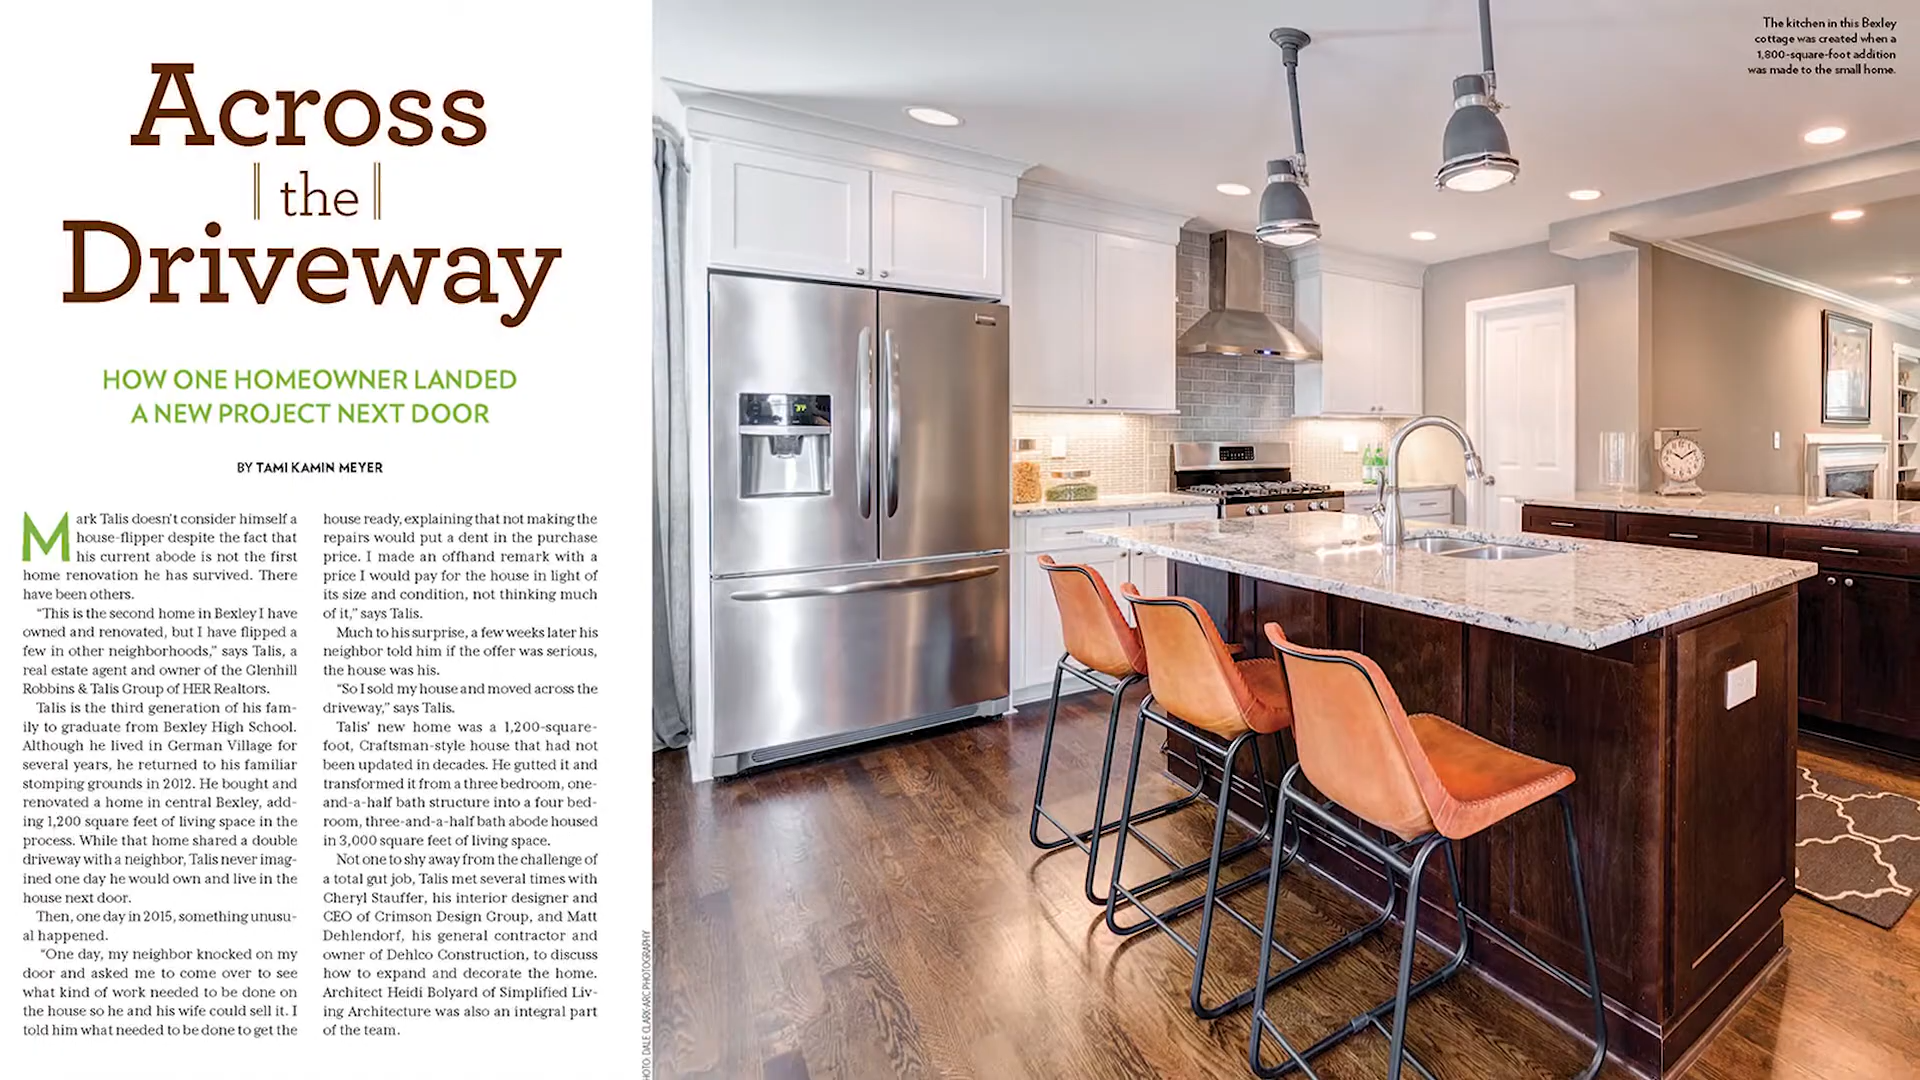 Across
the
Driveway
HOW ONE HOMEOWNER LANDED
A NEW PROJECT NEXT DOOR
BY TAMI KAMIN MEYER
Mark Talis doesn't consider himself a
house-flipper despite the fact that
his current abode is not the first
home renovation he has survived. There
have been others.
"This is the second home in Bexley I have
owned and renovated, but I have flipped a
few in other neighborhoods," says Talis, a
real estate agent and owner of the Glenhill
Robbins & Talis Group of HER Realtors.
Talis is the third generation of his fam-
ily to graduate from Bexley High School.
Although he lived in German Village for
several years, he returned to his familiar
stomping grounds in 2012. He bought and
renovated a home in central Bexley, add-
ing 1,200 square feet of living space in the
process. While that home shared a double
driveway with a neighbor, Talis never imag-
ined one day he would own and live in the
house next door.
Then, one day in 2015, something unusu-
al happened.
"One day, my neighbor knocked on my
door and asked me to come over to see
what kind of work needed to be done on
the house so he and his wife could sell it. I
told him what needed to be done to get the
house ready, explaining that not making the
repairs would put a dent in the purchase
price. I made an offhand remark with a
price I would pay for the house in light of
its size and condition, not thinking much
of it," says Talis.
Much to his surprise, a few weeks later his
neighbor told him if the offer was serious,
the house was his.
"So I sold my house and moved across the
driveway," says Talis.
Talis' new home was a 1,200-square-
foot, Craftsman-style house that had not
been updated in decades. He gutted it and
transformed it from a three bedroom, one-
and-a-half bath structure into a four bed-
room, three-and-a-half bath abode housed
in 3,000 square feet of living space.
Not one to shy away from the challenge of
a total gut job, Talis met several times with
Cheryl Stauffer, his interior designer and
CEO of Crimson Design Group, and Matt
Dehlendorf, his general contractor and
owner of Dehlco Construction, to discuss
how to expand and decorate the home.
Architect Heidi Bolyard of Simplified Liv-
ing Architecture was also an integral part
of the team.
HOTO: DALE CLARK-ARC PHOTOGRAPHY
The kitchen in this Bexley
cottage was created when a
1,800-square-foot addition
was made to the small home.